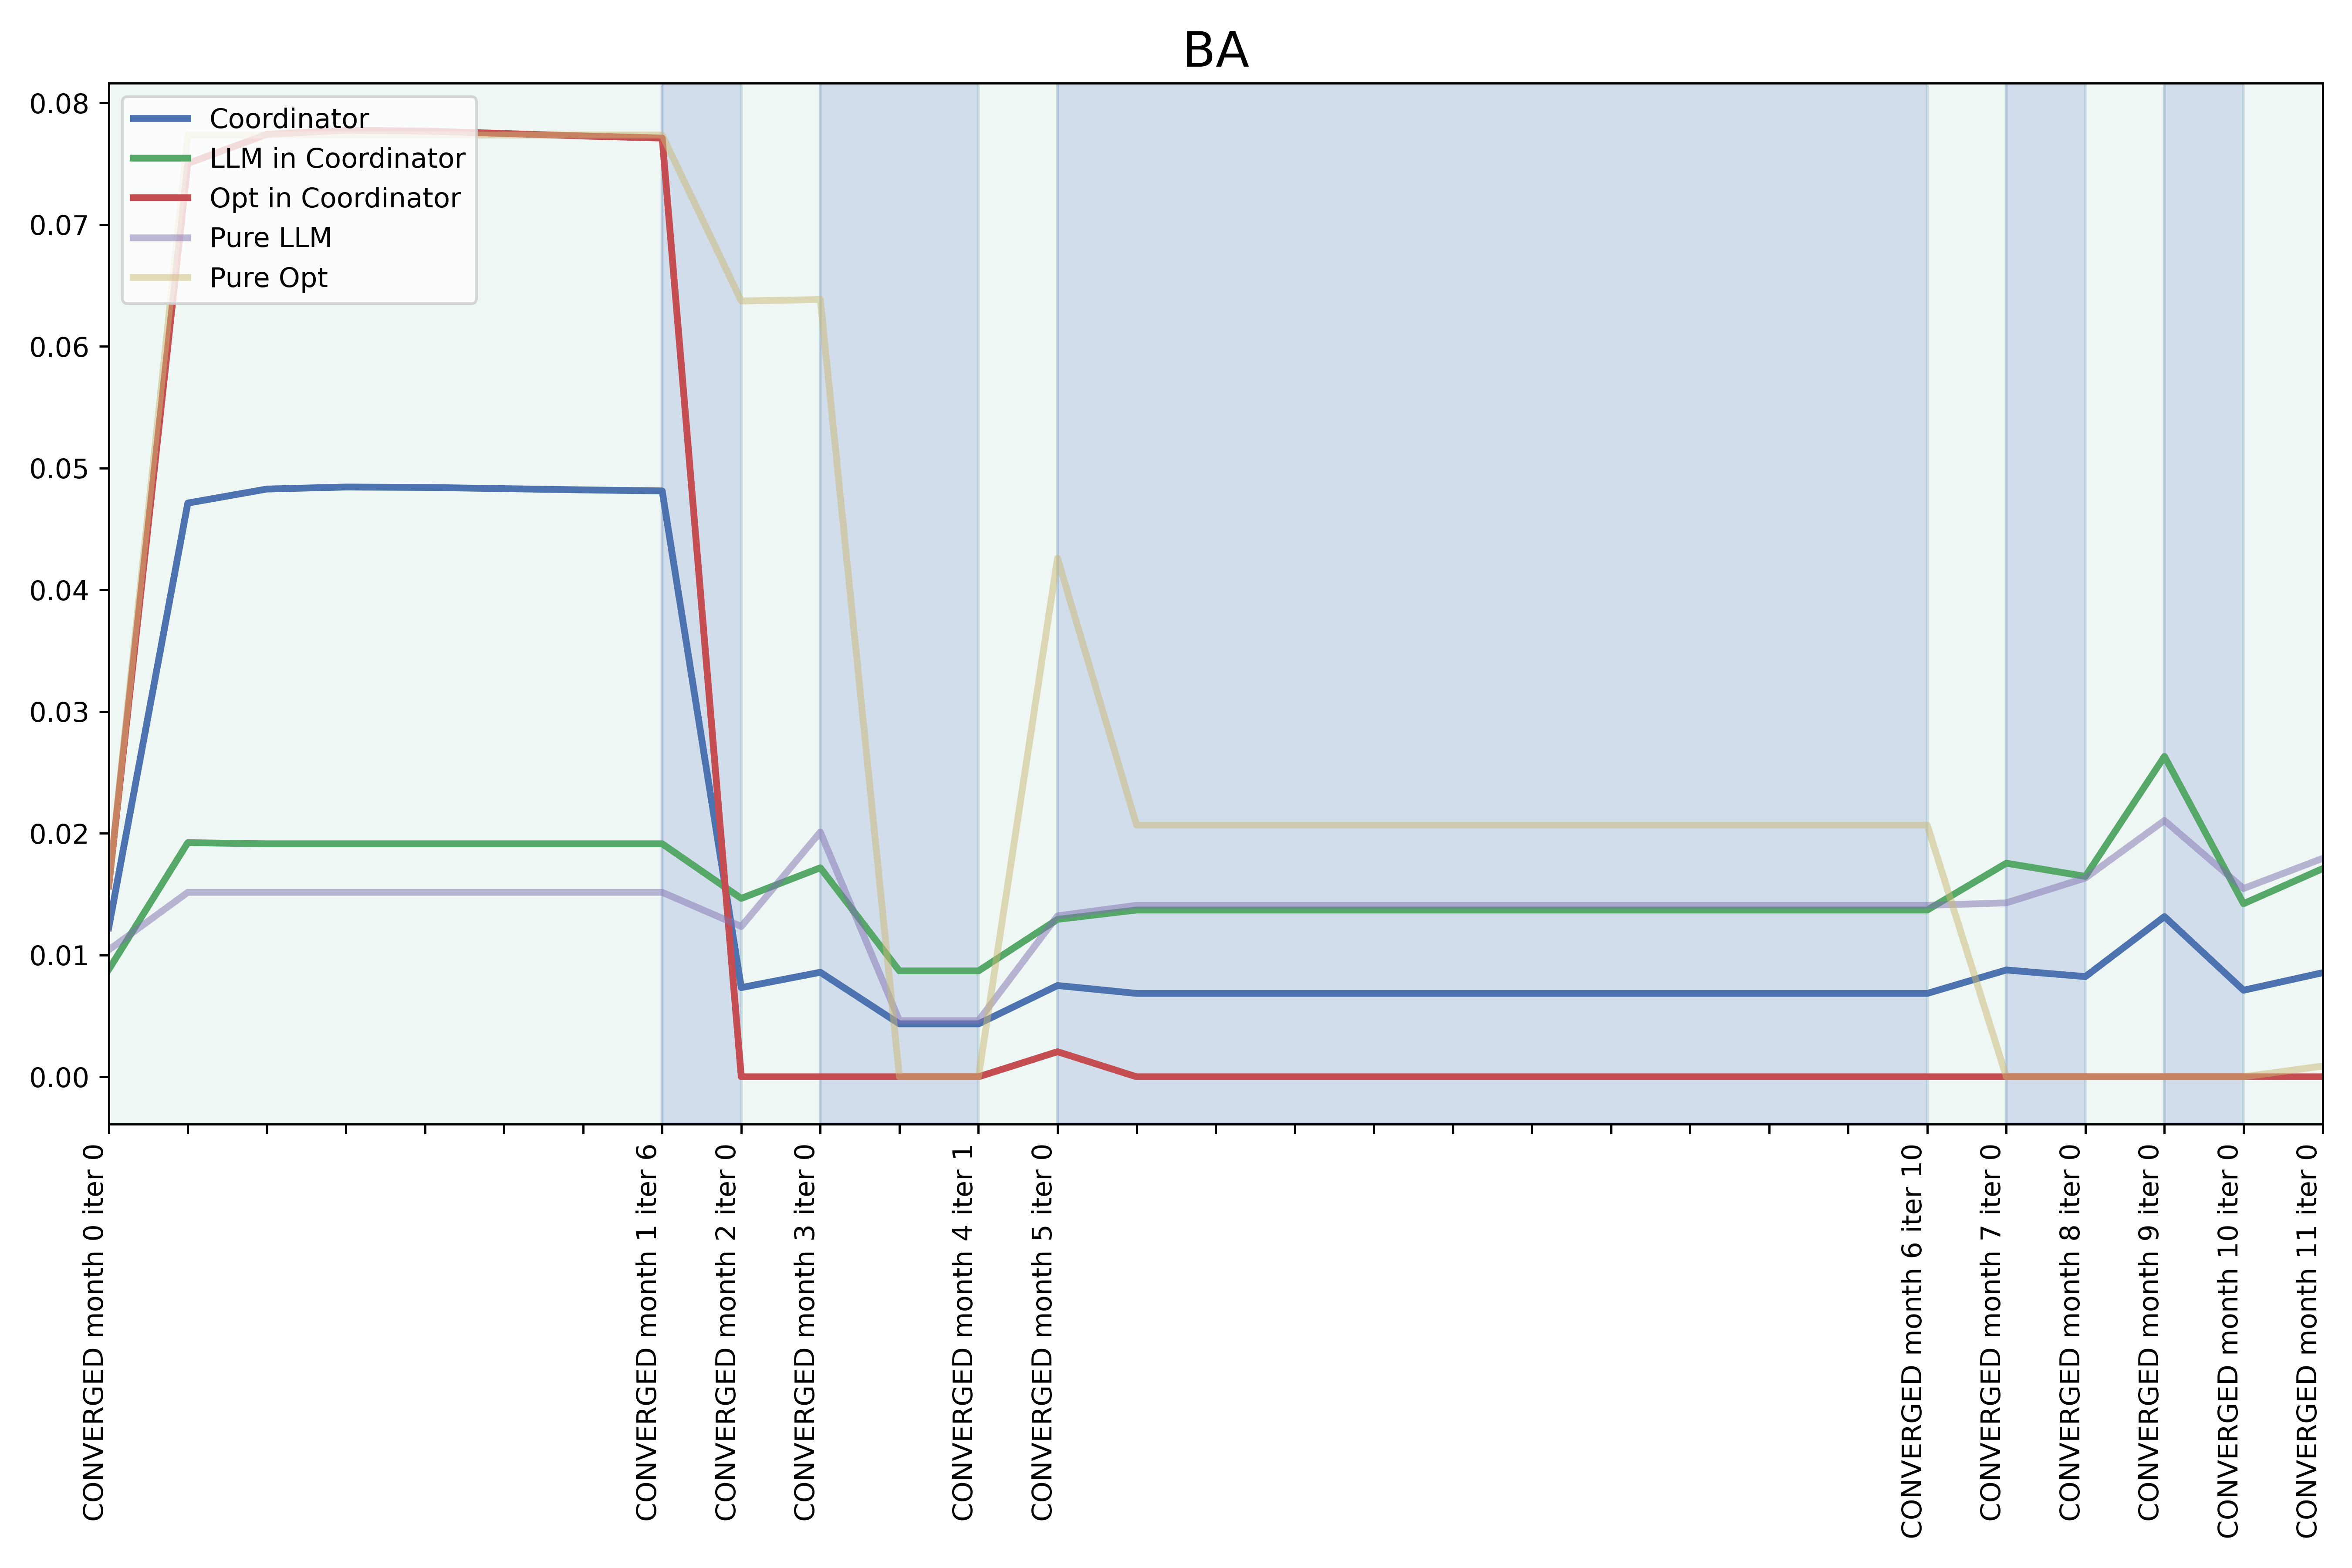 BA
0.08
0.07
0.06
0.05
0.04
0.03
0.02
0.01
0.00
Coordinator
LLM in Coordinator
Opt in Coordinator
Pure LLM
Pure Opt
CONVERGED month 0 iter 0
CONVERGED month 1 iter 6
CONVERGED month 2 iter 0
CONVERGED month 3 iter 0
CONVERGED month 4 iter 1
CONVERGED month 5 iter 0
CONVERGED month 6 iter 10
CONVERGED month 7 iter 0
CONVERGED month 8 iter 0
CONVERGED month 9 iter 0
CONVERGED month 10 iter 0
CONVERGED month 11 iter 0